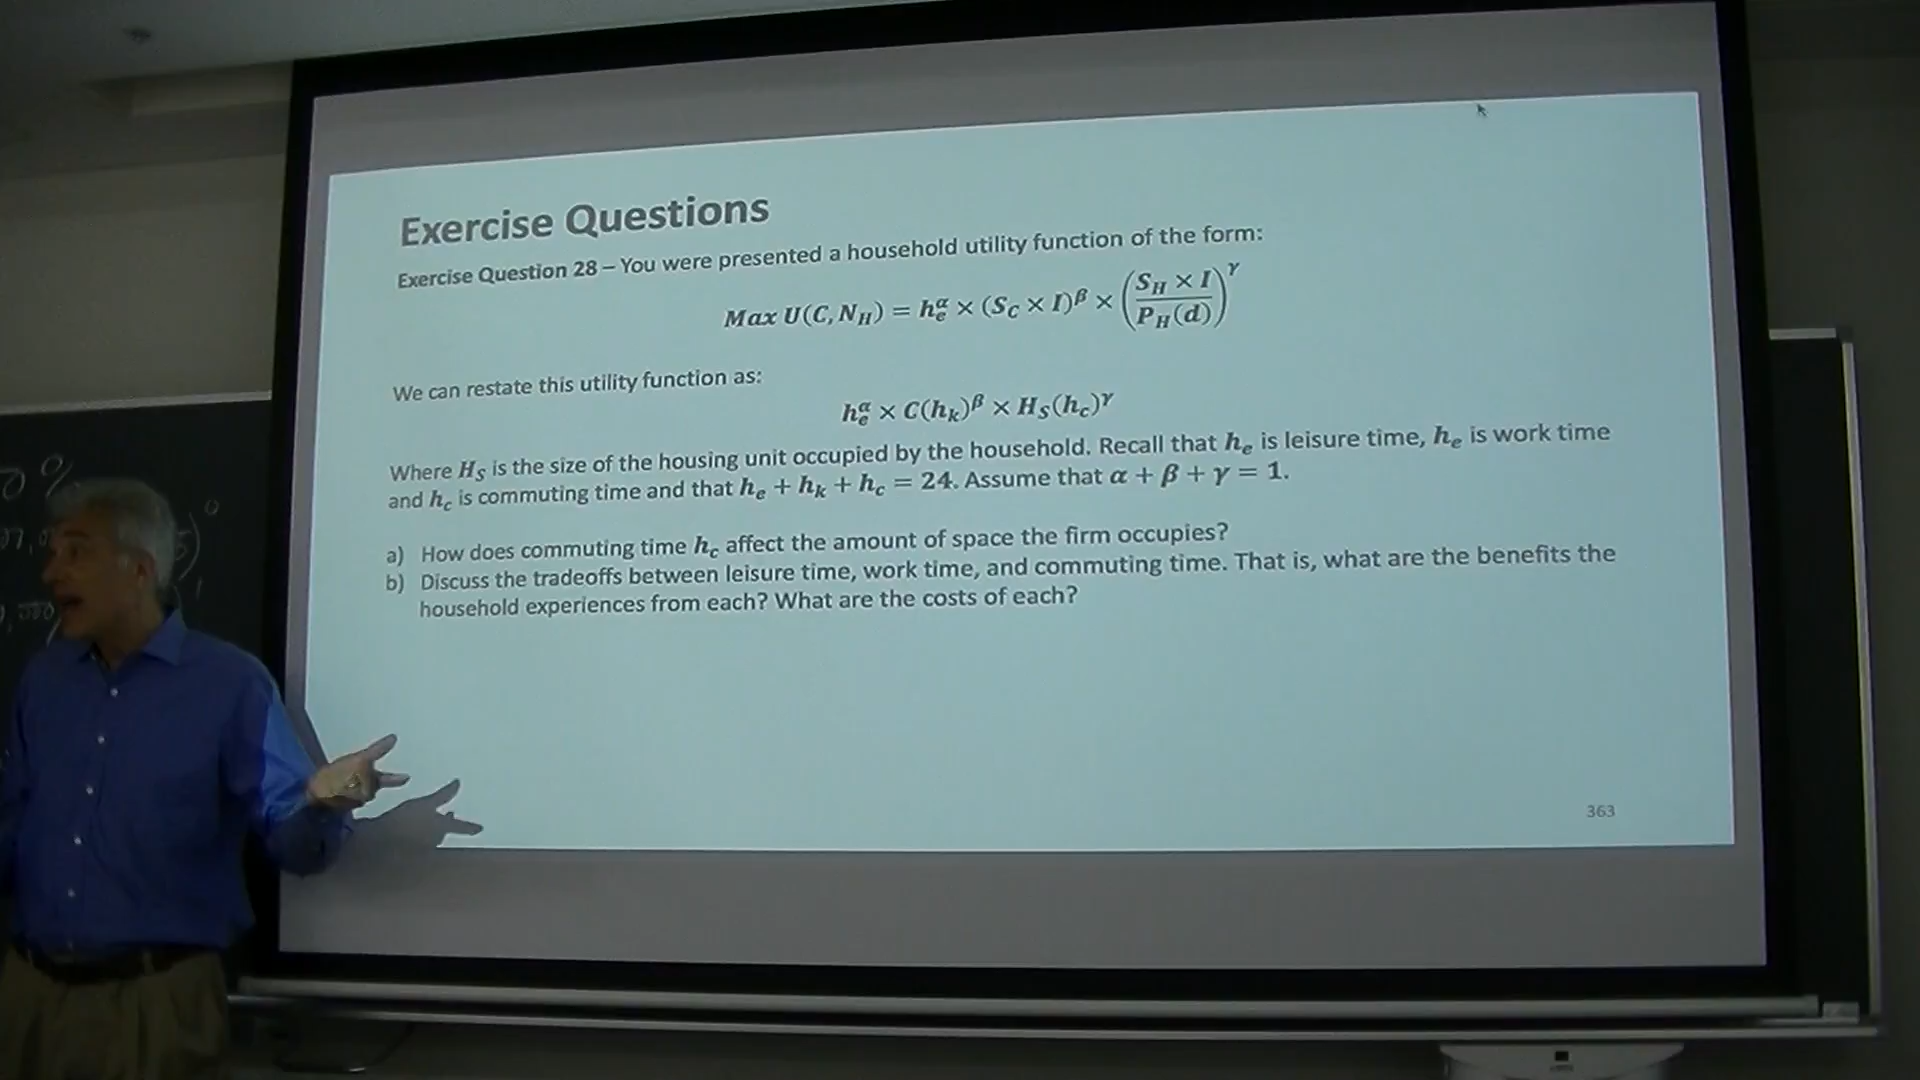 Exercise Questions
Exercise Question 28 – You were presented a household utility function of the form:
Max U(C, N_H) = h_e^α × (S_C × I)^β × (S_H × I / P_H(d))^γ
We can restate this utility function as:
h_e^α × C(h_k)^β × H_S(h_c)^γ
Where H_S is the size of the housing unit occupied by the household. Recall that h_e is leisure time, h_e is work time
and h_c is commuting time and that h_e + h_k + h_c = 24. Assume that α + β + γ = 1.
a) How does commuting time h_c affect the amount of space the firm occupies?
b) Discuss the tradeoffs between leisure time, work time, and commuting time. That is, what are the benefits the
household experiences from each? What are the costs of each?
363